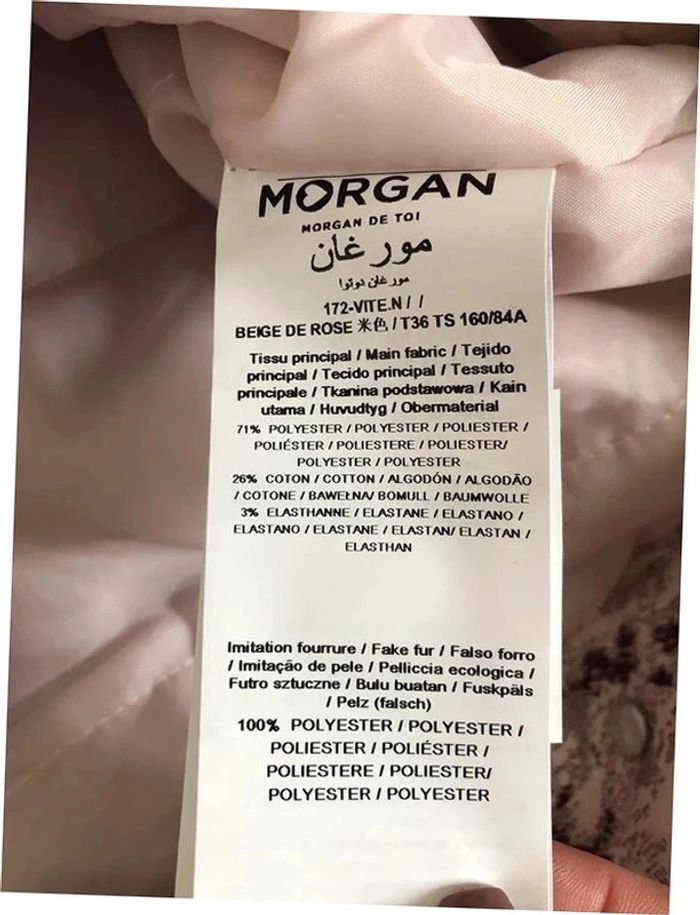 MORGAN
MORGAN DE TOI
مورغان
مورغان دوتوا
172-VITE.N / /
BEIGE DE ROSE 米色 / T36 TS 160/84A
Tissu principal / Main fabric / Tejido
principal / Tecido principal / Tessuto
principale / Tkanina podstawowa / Kain
utama / Huvudtyg / Obermaterial
71% POLYESTER / POLYESTER / POLIESTER /
POLIÉSTER / POLIESTERE / POLIESTER/
POLYESTER / POLYESTER
26% COTON / COTTON / ALGODÓN / ALGODÃO
/ COTONE / BAWEŁNA/ BOMULL / BAUMWOLLE
3% ELASTHANNE / ELASTANE / ELASTANO /
ELASTANO / ELASTANE / ELASTAN/ ELASTAN /
ELASTHAN
Imitation fourrure / Fake fur / Falso forro
/ Imitação de pele / Pelliccia ecologica /
Futro sztuczne / Bulu buatan / Fuskpäls
/ Pelz (falsch)
100% POLYESTER / POLYESTER /
POLIESTER / POLIÉSTER /
POLIESTERE / POLIESTER/
POLYESTER / POLYESTER